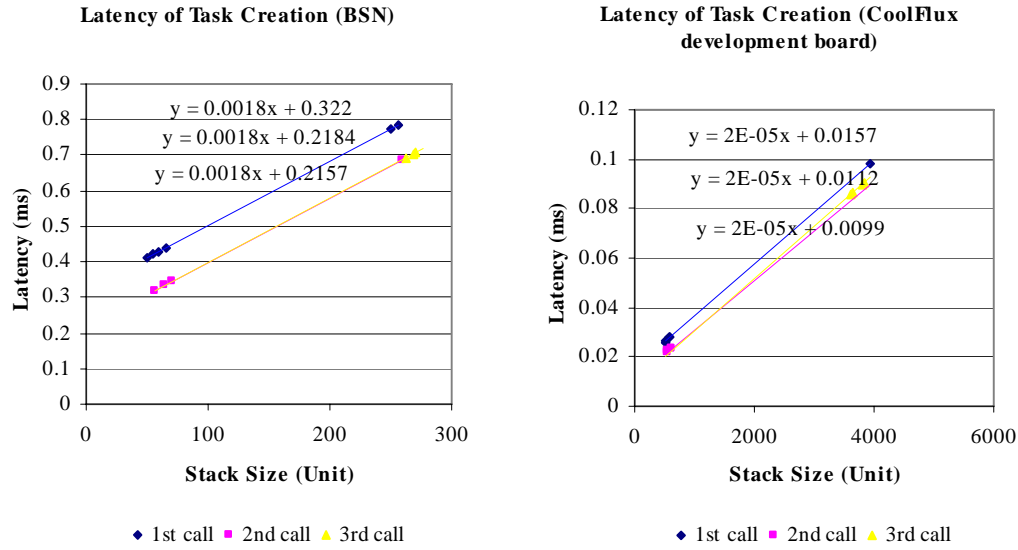 Latency of Task Creation (BSN)
0.9
0.8
0.7
0.6
0.5
0.4
0.3
0.2
0.1
0
y = 0.0018x + 0.322
y = 0.0018x + 0.2184
y = 0.0018x + 0.2157
Latency (ms)
0 100 200 300
Stack Size (Unit)
1st call 2nd call 3rd call
Latency of Task Creation (CoolFlux
development board)
0.12
0.1
0.08
0.06
0.04
0.02
0
y = 2E-05x + 0.0157
y = 2E-05x + 0.0112
y = 2E-05x + 0.0099
Latency (ms)
0 2000 4000 6000
Stack Size (Unit)
1st call 2nd call 3rd call